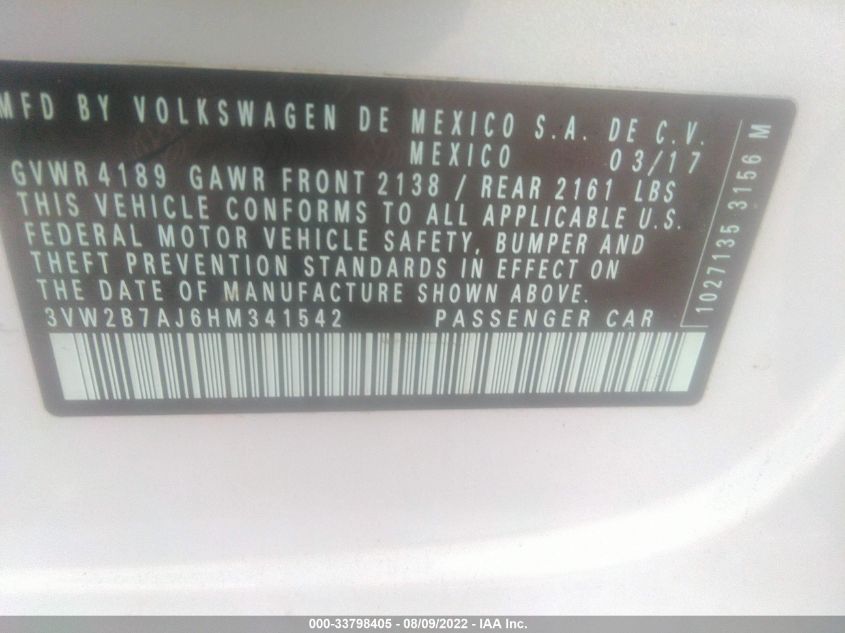 MFD BY VOLKSWAGEN DE MEXICO S.A. DE C.V.
MEXICO 03/17
GVWR 4189 GAWR FRONT 2138 / REAR 2161 LBS
THIS VEHICLE CONFORMS TO ALL APPLICABLE U.S.
FEDERAL MOTOR VEHICLE SAFETY, BUMPER AND
THEFT PREVENTION STANDARDS IN EFFECT ON
THE DATE OF MANUFACTURE SHOWN ABOVE.
3VW2B7AJ6HM341542 PASSENGER CAR
1027135 3156 M
000-33798405 - 08/09/2022 - IAA Inc.